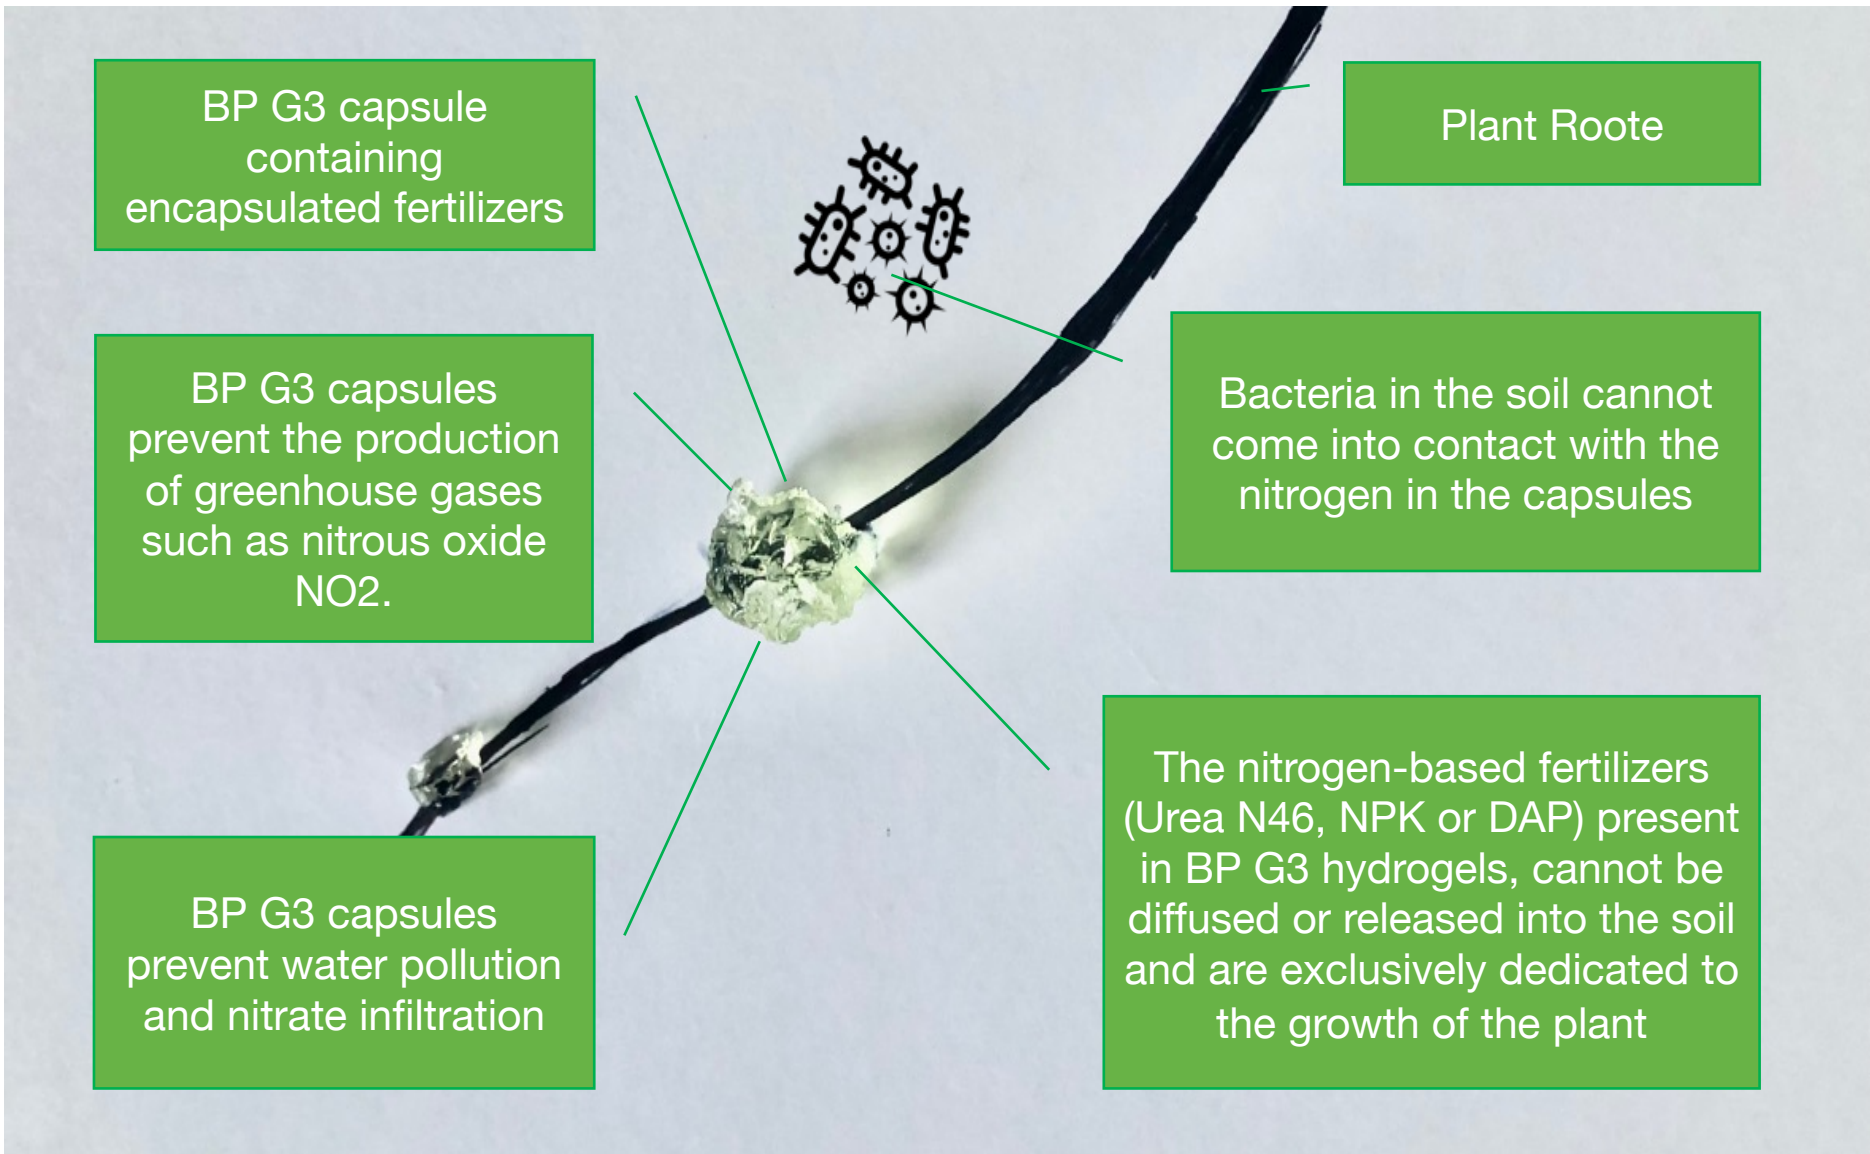 BP G3 capsule
containing
encapsulated fertilizers
Plant Roote
BP G3 capsules
prevent the production
of greenhouse gases
such as nitrous oxide
NO2.
Bacteria in the soil cannot
come into contact with the
nitrogen in the capsules
BP G3 capsules
prevent water pollution
and nitrate infiltration
The nitrogen-based fertilizers
(Urea N46, NPK or DAP) present
in BP G3 hydrogels, cannot be
diffused or released into the soil
and are exclusively dedicated to
the growth of the plant